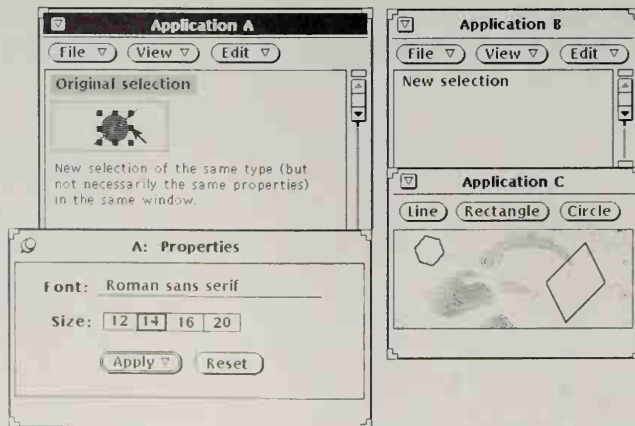 Application A
File View Edit
Original selection
New selection of the same type (but
not necessarily the same properties)
in the same window.
A: Properties
Font: Roman sans serif
Size: 12 14 16 20
Apply Reset
Application B
File View Edit
New selection
Application C
Line Rectangle Circle